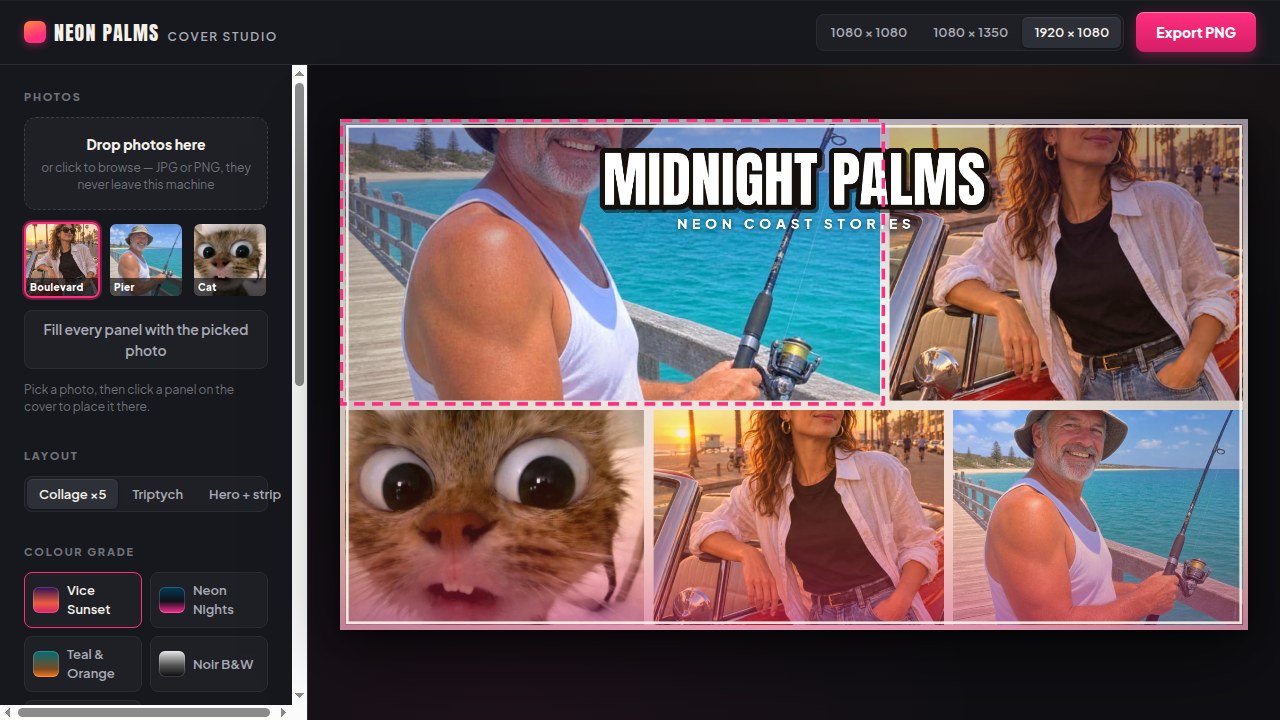 NEON PALMS COVER STUDIO
1080 × 1080 1080 × 1350 1920 × 1080 Export PNG
PHOTOS
Drop photos here
or click to browse — JPG or PNG, they
never leave this machine
Boulevard Pier Cat
Fill every panel with the picked
photo
Pick a photo, then click a panel on the
cover to place it there.
LAYOUT
Collage ×5 Triptych Hero + strip
COLOUR GRADE
Vice
Sunset
Neon
Nights
Teal &
Orange
Noir B&W
MIDNIGHT PALMS
NEON COAST STORIES